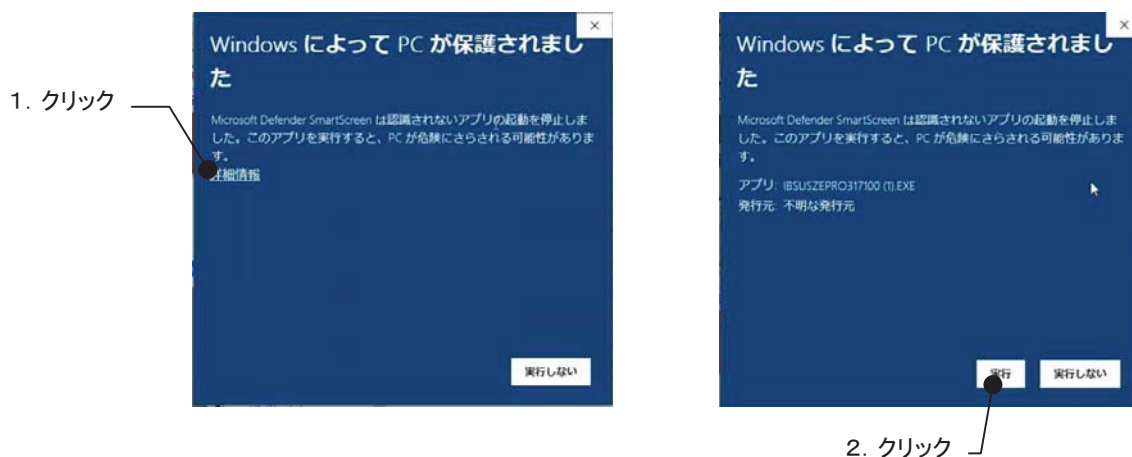 Windows によって PC が保護されまし
た
1. クリック
Microsoft Defender SmartScreen は認識されないアプリの起動を停止しま
した。このアプリを実行すると、PC が危険にさらされる可能性がありま
す。
詳細情報
実行しない
Windows によって PC が保護されまし
た
Microsoft Defender SmartScreen は認識されないアプリの起動を停止しま
した。このアプリを実行すると、PC が危険にさらされる可能性がありま
す。
アプリ: IBSUSZEPRO317100 (1).EXE
発行元: 不明な発行元
実行
実行しない
2. クリック